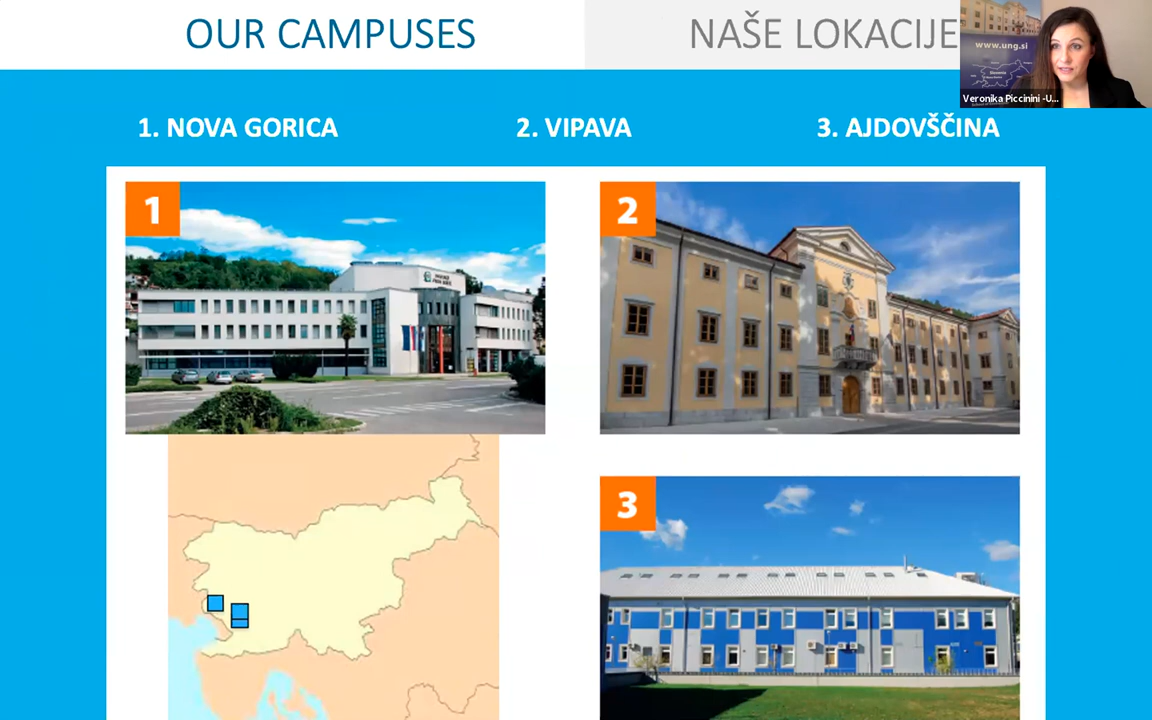 OUR CAMPUSES
NAŠE LOKACIJE
www.ung.si
Slovenia
Veronika Piccinini -U...
1. NOVA GORICA
2. VIPAVA
3. AJDOVŠČINA
1
2
3